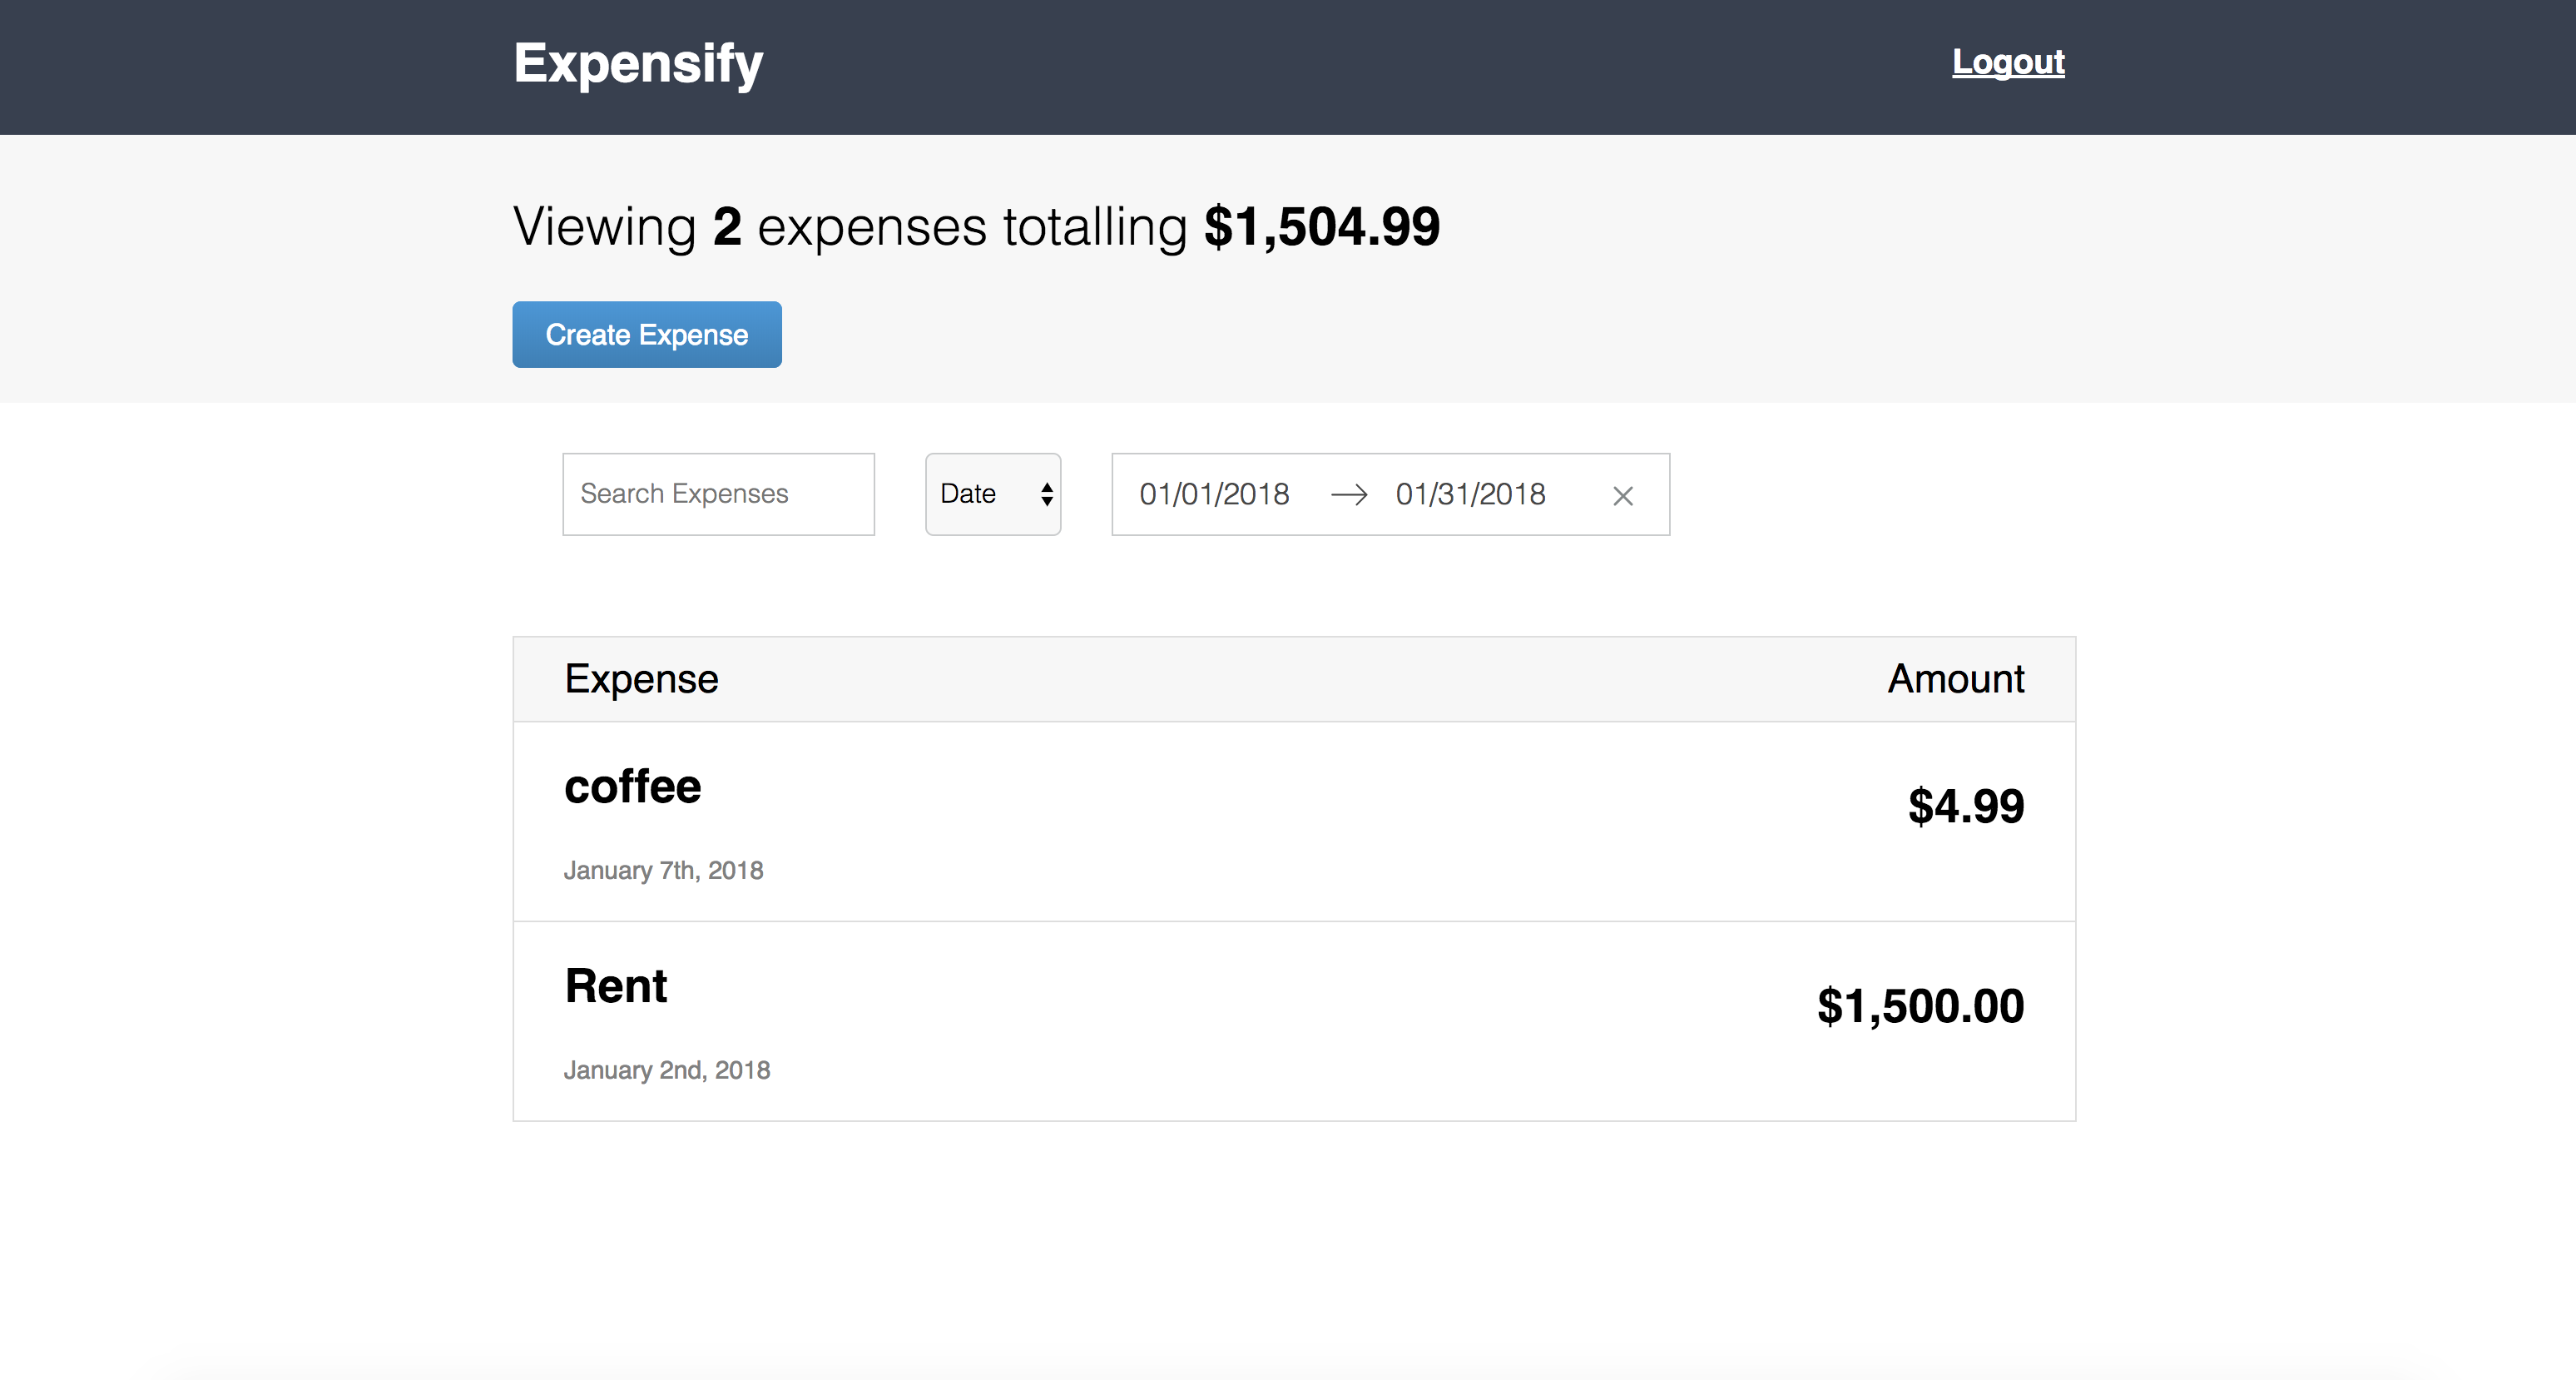 Expensify Logout
Viewing 2 expenses totalling $1,504.99
Create Expense
Search Expenses Date 01/01/2018 → 01/31/2018 ×
Expense Amount
coffee $4.99
January 7th, 2018
Rent $1,500.00
January 2nd, 2018